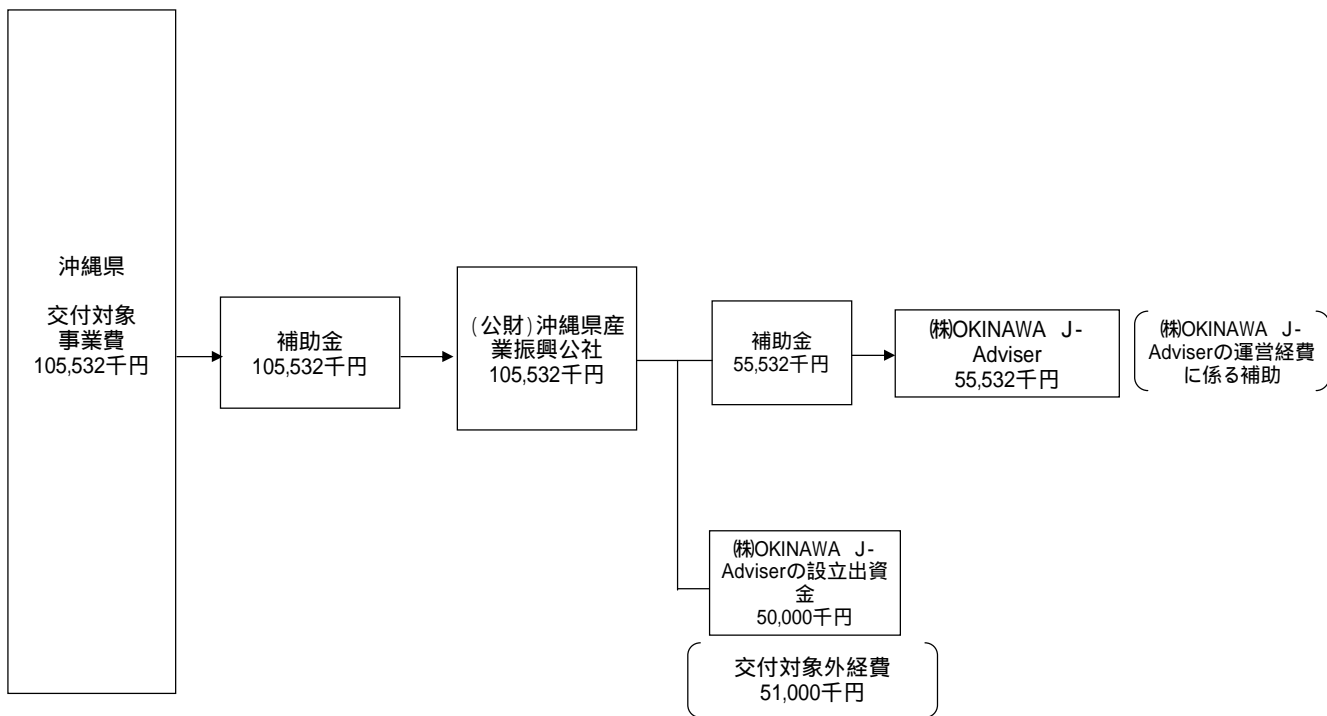 沖縄県
交付対象
事業費
105,532千円
補助金
105,532千円
(公財)沖縄県産
業振興公社
105,532千円
補助金
55,532千円
㈱OKINAWA J-
Adviser
55,532千円
㈱OKINAWA J-
Adviserの運営経費
に係る補助
㈱OKINAWA J-
Adviserの設立出資
金
50,000千円
交付対象外経費
51,000千円